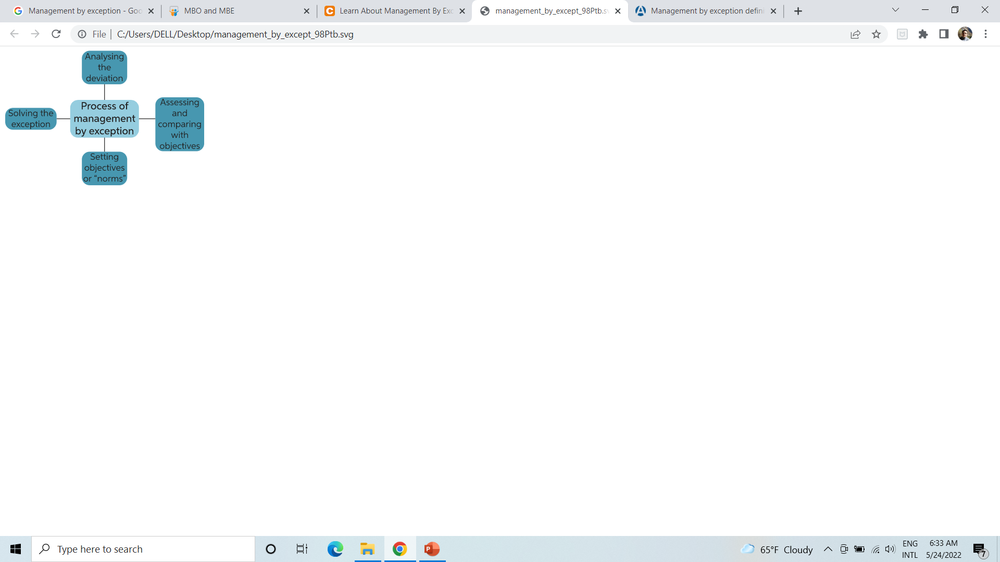 Management by exception - Goo
MBO and MBE
Learn About Management By Exc
management_by_except_98Ptb.sv
Management by exception defini
File
C:/Users/DELL/Desktop/management_by_except_98Ptb.svg
Analysing
the
deviation
Solving the
exception
Process of
management
by exception
Assessing
and
comparing
with
objectives
Setting
objectives
or “norms”
Type here to search
65°F Cloudy
ENG
INTL
6:33 AM
5/24/2022
7